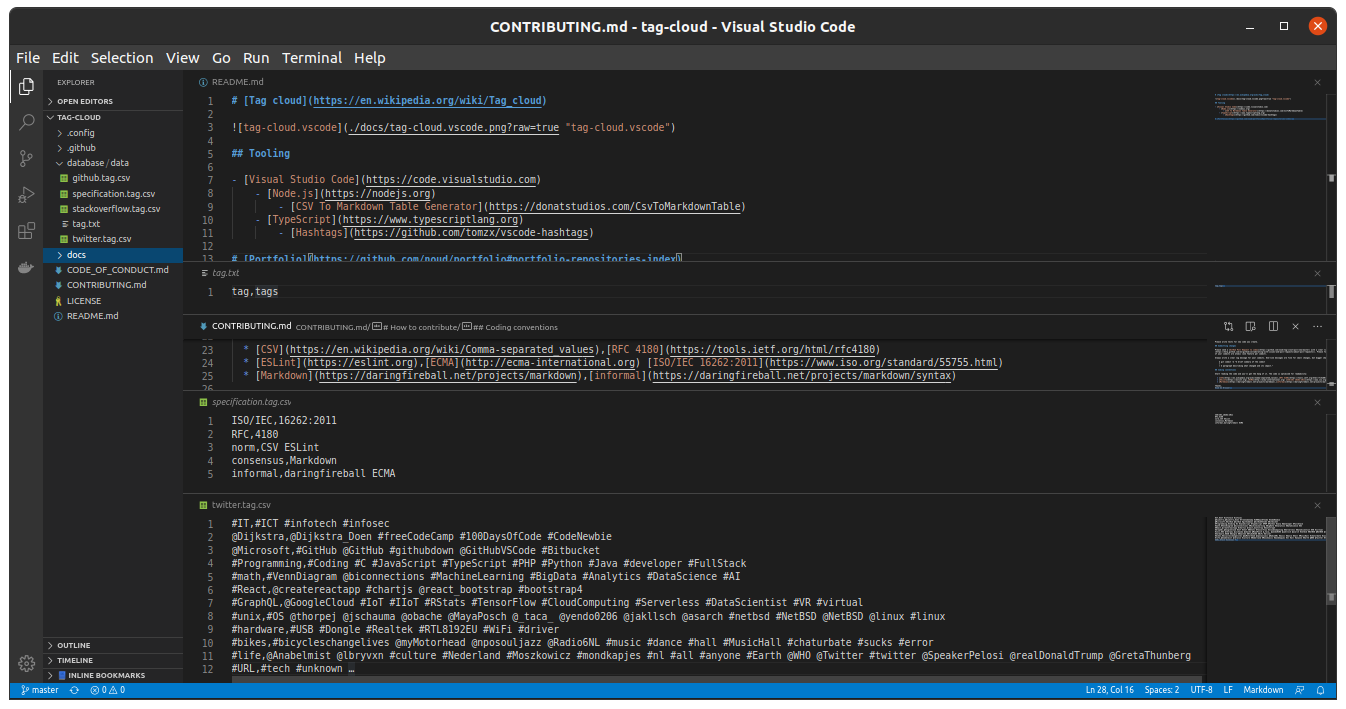 CONTRIBUTING.md - tag-cloud - Visual Studio Code
File Edit Selection View Go Run Terminal Help
EXPLORER
OPEN EDITORS
TAG-CLOUD
.config
.github
database / data
github.tag.csv
specification.tag.csv
stackoverflow.tag.csv
tag.txt
twitter.tag.csv
docs
CODE_OF_CONDUCT.md
CONTRIBUTING.md
LICENSE
README.md
OUTLINE
TIMELINE
INLINE BOOKMARKS
README.md
1 # [Tag cloud](https://en.wikipedia.org/wiki/Tag_cloud)
2
3 ![tag-cloud.vscode](./docs/tag-cloud.vscode.png?raw=true "tag-cloud.vscode")
4
5 ## Tooling
6
7 - [Visual Studio Code](https://code.visualstudio.com)
8 - [Node.js](https://nodejs.org)
9 - [CSV To Markdown Table Generator](https://donatstudios.com/CsvToMarkdownTable)
10 - [TypeScript](https://www.typescriptlang.org)
11 - [Hashtags](https://github.com/tomzx/vscode-hashtags)
12
13 # [Portfolio](https://github.com/noud/portfolio#portfolio-repositories-index)
tag.txt
1 tag,tags
CONTRIBUTING.md CONTRIBUTING.md/ # How to contribute/ ## Coding conventions
23 * [CSV](https://en.wikipedia.org/wiki/Comma-separated_values),[RFC 4180](https://tools.ietf.org/html/rfc4180)
24 * [ESLint](https://eslint.org),[ECMA](http://ecma-international.org) [ISO/IEC 16262:2011](https://www.iso.org/standard/55755.html)
25 * [Markdown](https://daringfireball.net/projects/markdown),[informal](https://daringfireball.net/projects/markdown/syntax)
26
specification.tag.csv
1 ISO/IEC,16262:2011
2 RFC,4180
3 norm,CSV ESLint
4 consensus,Markdown
5 informal,daringfireball ECMA
twitter.tag.csv
1 #IT,#ICT #infotech #infosec
2 @Dijkstra,@Dijkstra_Doen #freeCodeCamp #100DaysOfCode #CodeNewbie
3 @Microsoft,#GitHub @GitHub #githubdown @GitHubVSCode #Bitbucket
4 #Programming,#Coding #C #JavaScript #TypeScript #PHP #Python #Java #developer #FullStack
5 #math,#VennDiagram @biconnections #MachineLearning #BigData #Analytics #DataScience #AI
6 #React,@createreactapp #chartjs @react_bootstrap #bootstrap4
7 #GraphQL,@GoogleCloud #IoT #IIoT #RStats #TensorFlow #CloudComputing #Serverless #DataScientist #VR #virtual
8 #unix,#OS @thorpej @jschauma @obache @MayaPosch @_taca_ @yendo0206 @jakllsch @asarch #netbsd #NetBSD @NetBSD @linux #linux
9 #hardware,#USB #Dongle #Realtek #RTL8192EU #WiFi #driver
10 #bikes,#bicycleschangelives @myMotorhead @nposouljazz @Radio6NL #music #dance #hall #MusicHall #chaturbate #sucks #error
11 #life,@Anabelmist @lbryvxn #culture #Nederland #Moszkowicz #mondkapjes #nl #all #anyone #Earth @WHO @Twitter #twitter @SpeakerPelosi @realDonaldTrump @GretaThunberg
12 #URL,#tech #unknown …
master 0 0 Ln 28, Col 16 Spaces: 2 UTF-8 LF Markdown